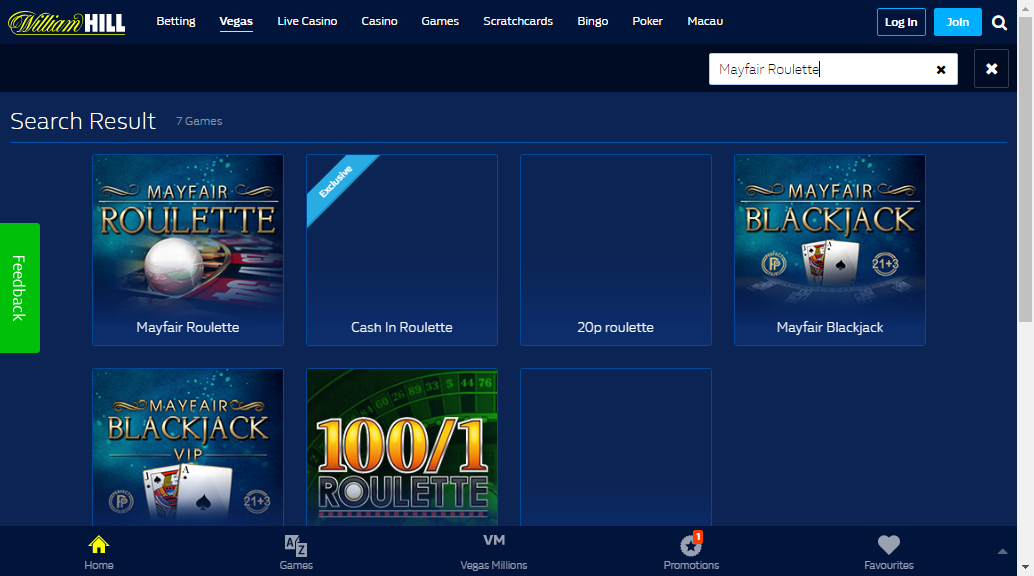 William HILL
Betting Vegas Live Casino Casino Games Scratchcards Bingo Poker Macau
Log In Join
Mayfair Roulette
Search Result 7 Games
MAYFAIR
ROULETTE
Mayfair Roulette
Exclusive
Cash In Roulette
20p roulette
MAYFAIR
BLACKJACK
21+3
Mayfair Blackjack
Feedback
MAYFAIR
BLACKJACK
VIP
21+3
100/1
ROULETTE
Home
AZ
Games
VM
Vegas Millions
1
Promotions
Favourites